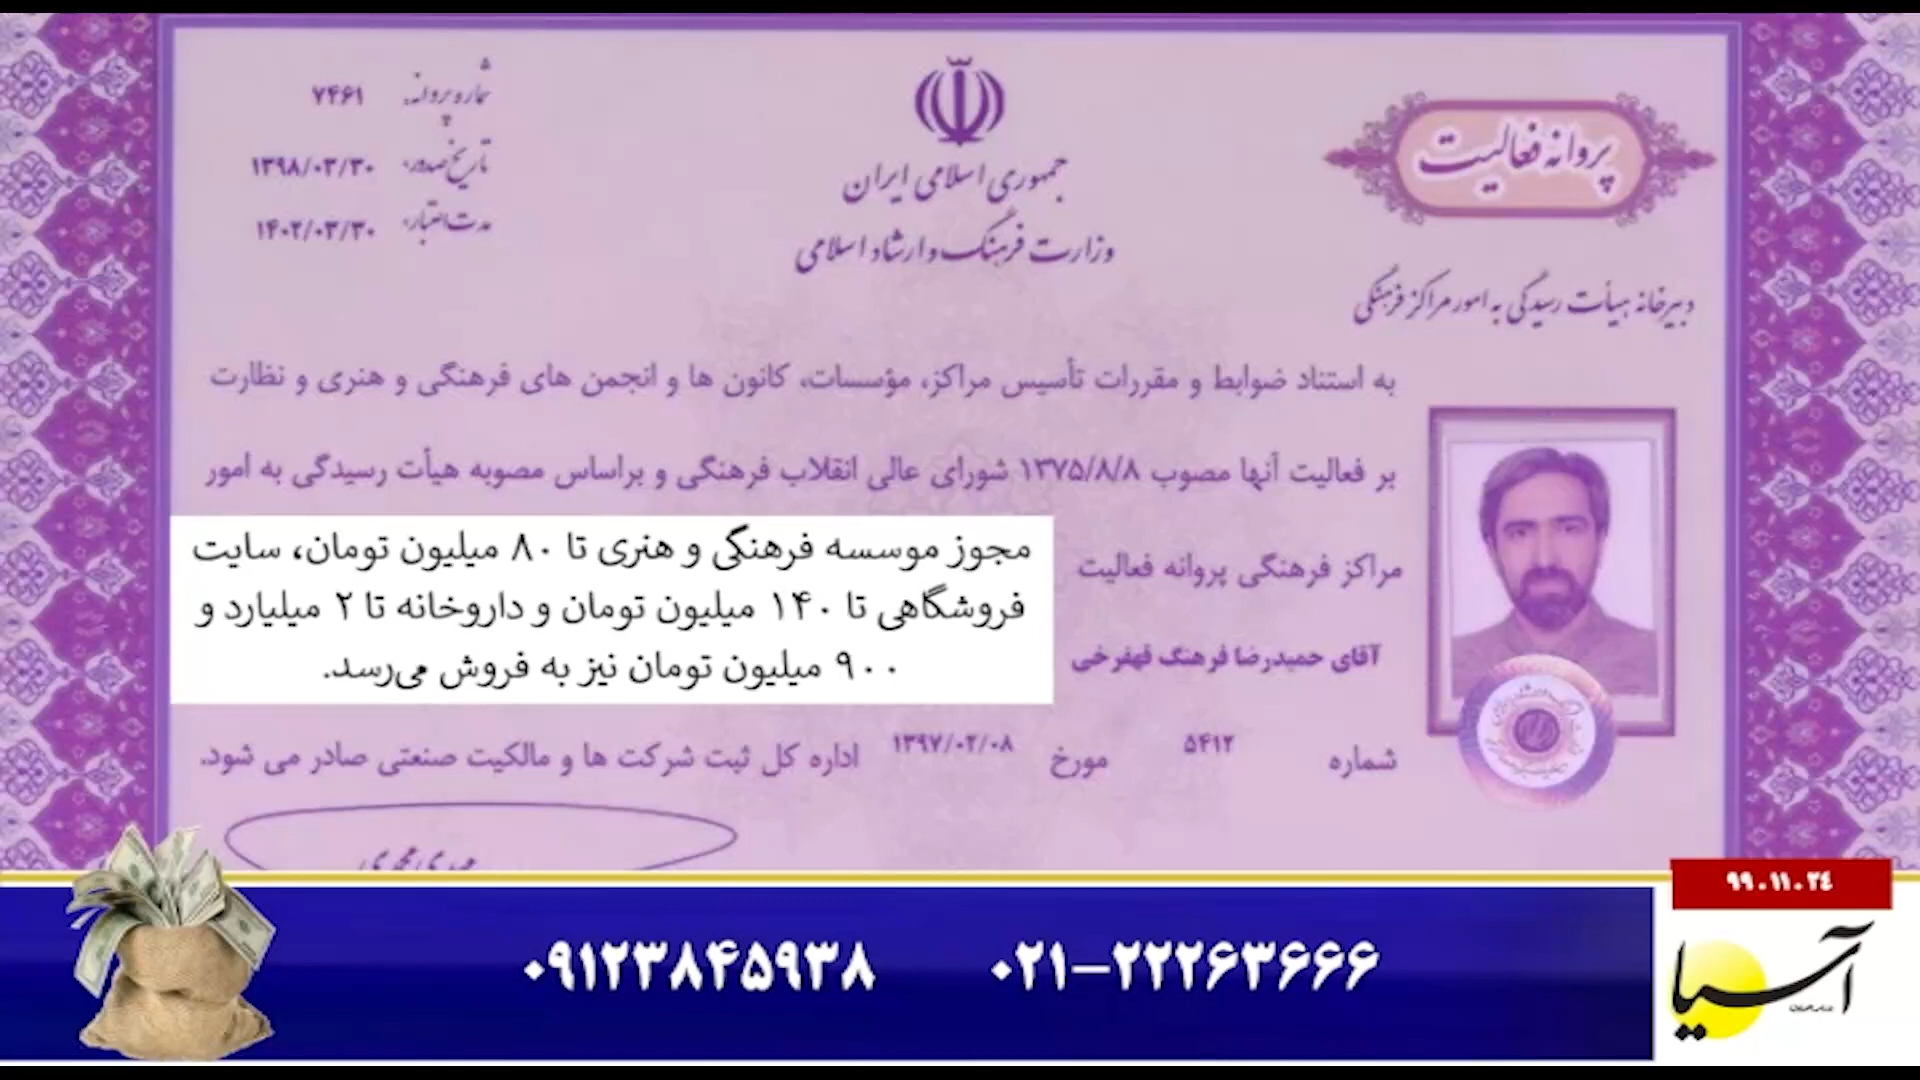 شماره پروانه: ۷۴۶۱
تاریخ صدور: ۱۳۹۸/۰۳/۳۰
مدت اعتبار: ۱۴۰۲/۰۳/۳۰
جمهوری اسلامی ایران
وزارت فرهنگ و ارشاد اسلامی
پروانه فعالیت
دبیرخانه هیأت رسیدگی به امور مراکز فرهنگی
به استناد ضوابط و مقررات تأسیس مراکز، مؤسسات، کانون ها و انجمن های فرهنگی و هنری و نظارت
بر فعالیت آنها مصوب ۱۳۷۵/۸/۸ شورای عالی انقلاب فرهنگی و براساس مصوبه هیأت رسیدگی به امور
مراکز فرهنگی پروانه فعالیت
آقای حمیدرضا فرهنگ قهفرخی
مجوز موسسه فرهنگی و هنری تا ۸۰ میلیون تومان، سایت
فروشگاهی تا ۱۴۰ میلیون تومان و داروخانه تا ۲ میلیارد و
۹۰۰ میلیون تومان نیز به فروش می‌رسد.
شماره ۵۴۱۲ مورخ ۱۳۹۷/۰۲/۰۸ اداره کل ثبت شرکت ها و مالکیت صنعتی صادر می شود.
۹۹.۱۱.۲۴
آسیا
۰۲۱-۲۲۲۶۳۶۶۶ ۰۹۱۲۳۸۴۵۹۳۸